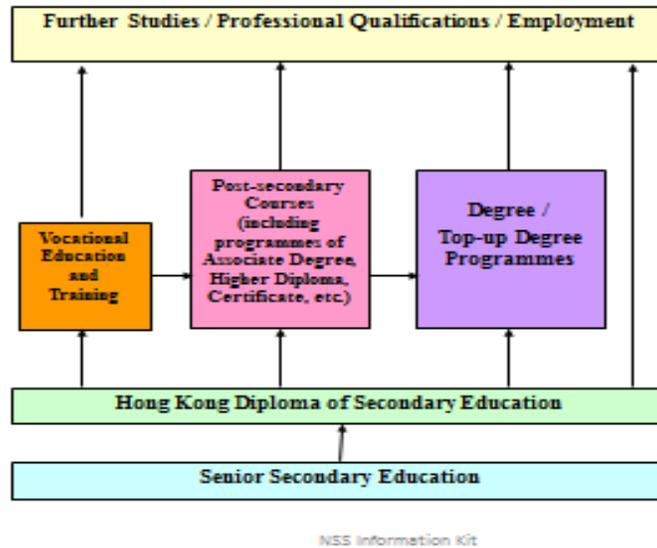 Further Studies / Professional Qualifications / Employment
Vocational
Education
and
Training
Post-secondary
Courses
(including
programmes of
Associate Degree,
Higher Diploma,
Certificate, etc.)
Degree /
Top-up Degree
Programmes
Hong Kong Diploma of Secondary Education
Senior Secondary Education
NSS Information Kit